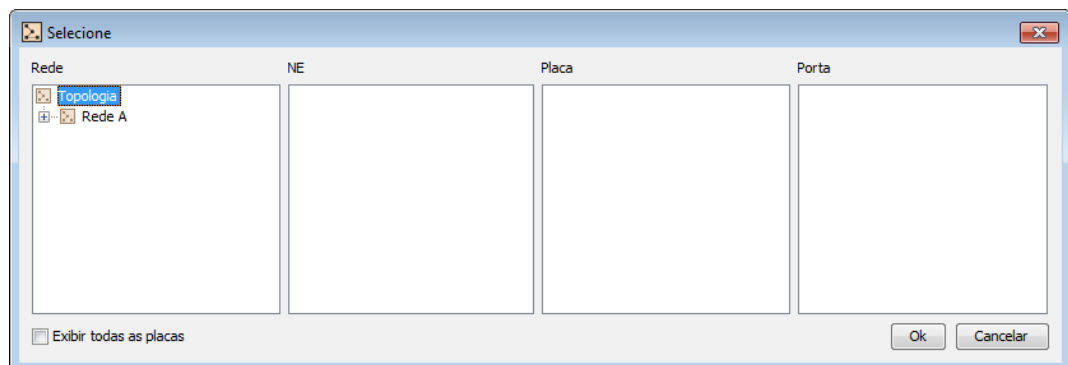 Selecione
Rede NE Placa Porta
Topologia
Rede A
Exibir todas as placas Ok Cancelar